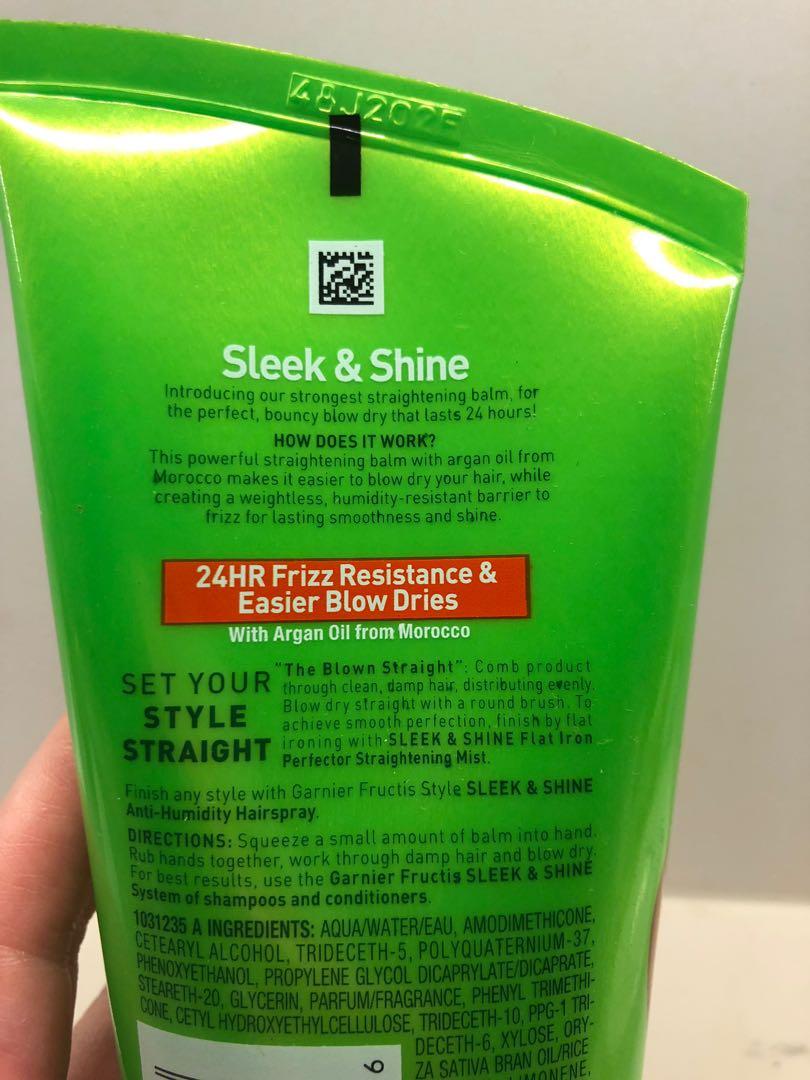 48J202E
Sleek & Shine
Introducing our strongest straightening balm, for
the perfect, bouncy blow dry that lasts 24 hours!
HOW DOES IT WORK?
This powerful straightening balm with argan oil from
Morocco makes it easier to blow dry your hair, while
creating a weightless, humidity-resistant barrier to
frizz for lasting smoothness and shine.
24HR Frizz Resistance &
Easier Blow Dries
With Argan Oil from Morocco
SET YOUR
STYLE
STRAIGHT
"The Blown Straight": Comb product
through clean, damp hair, distributing evenly.
Blow dry straight with a round brush. To
achieve smooth perfection, finish by flat
ironing with SLEEK & SHINE Flat Iron
Perfector Straightening Mist.
Finish any style with Garnier Fructis Style SLEEK & SHINE
Anti-Humidity Hairspray.
DIRECTIONS: Squeeze a small amount of balm into hand.
Rub hands together, work through damp hair and blow dry.
For best results, use the Garnier Fructis SLEEK & SHINE
System of shampoos and conditioners.
1031235 A INGREDIENTS: AQUA/WATER/EAU, AMODIMETHICONE,
CETEARYL ALCOHOL, TRIDECETH-5, POLYQUATERNIUM-37,
PHENOXYETHANOL, PROPYLENE GLYCOL DICAPRYLATE/DICAPRATE,
STEARETH-20, GLYCERIN, PARFUM/FRAGRANCE, PHENYL TRIMETHI-
CONE, CETYL HYDROXYETHYLCELLULOSE, TRIDECETH-10, PPG-1 TRI-
DECETH-6, XYLOSE, ORY-
ZA SATIVA BRAN OIL/RICE
LIMONENE,
6